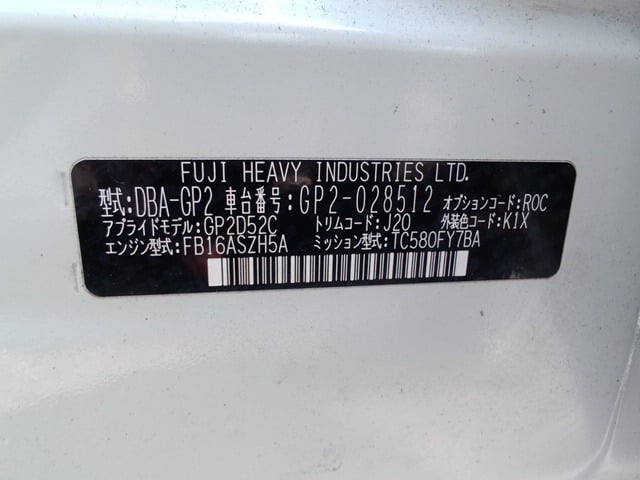 FUJI HEAVY INDUSTRIES LTD.
型式:DBA-GP2 車台番号:GP2-028512 オプションコード:ROC
アプライドモデル:GP2D52C トリムコード:J20 外装色コード:K1X
エンジン型式:FB16ASZH5A ミッション型式:TC580FY7BA